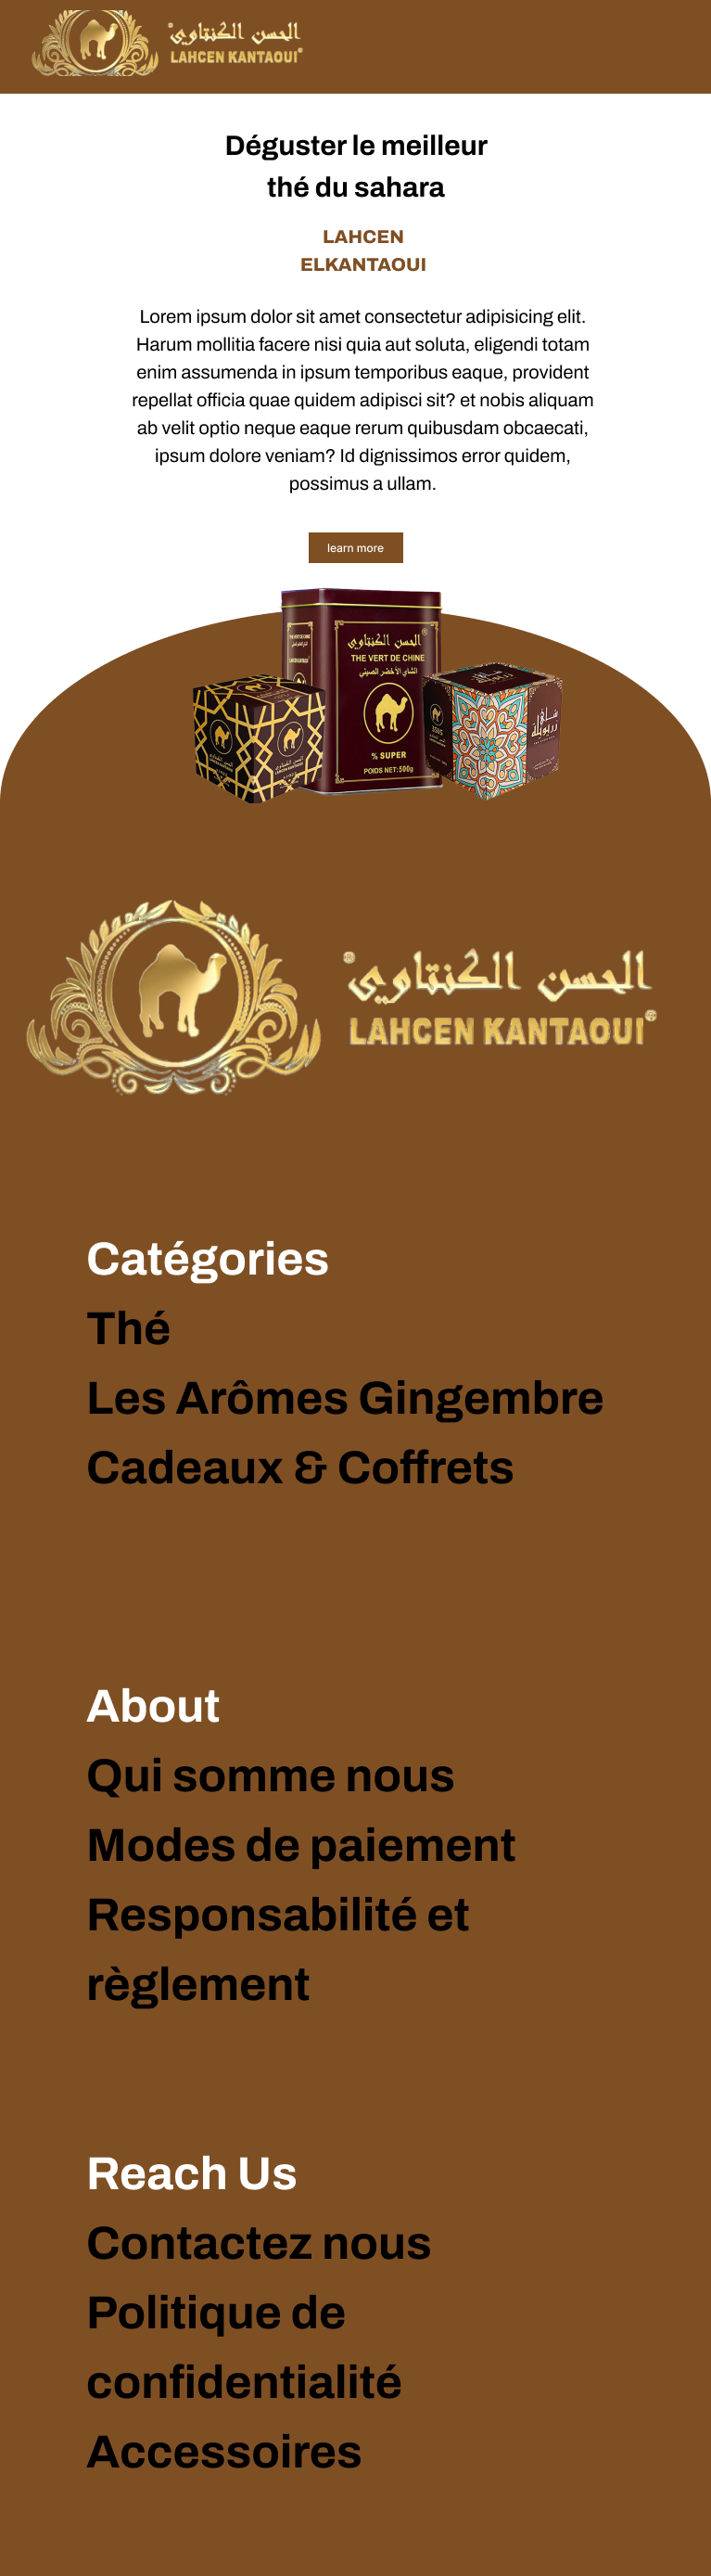 الحسن الكنتاوي
LAHCEN KANTAOUI
Déguster le meilleur
thé du sahara
LAHCEN
ELKANTAOUI
Lorem ipsum dolor sit amet consectetur adipisicing elit.
Harum mollitia facere nisi quia aut soluta, eligendi totam
enim assumenda in ipsum temporibus eaque, provident
repellat officia quae quidem adipisci sit? et nobis aliquam
ab velit optio neque eaque rerum quibusdam obcaecati,
ipsum dolore veniam? Id dignissimos error quidem,
possimus a ullam.
learn more
الحسن الكنتاوي
THE VERT DE CHINE
الشاي الأخضر الصيني
% SUPER
POIDS NET: 500g
الحسن الكنتاوي
LAHCEN KANTAOUI
Catégories
Thé
Les Arômes Gingembre
Cadeaux & Coffrets
About
Qui somme nous
Modes de paiement
Responsabilité et
règlement
Reach Us
Contactez nous
Politique de
confidentialité
Accessoires